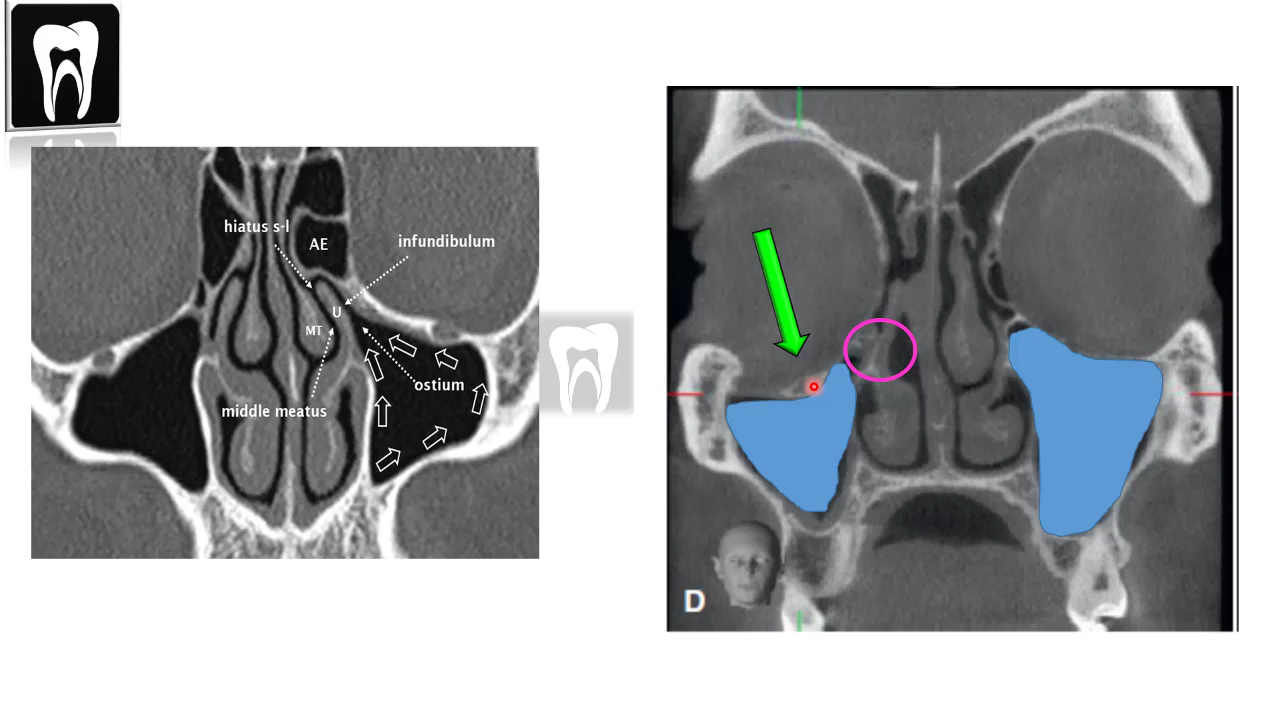 hiatus s-l
AE
infundibulum
U
MT
ostium
middle meatus
D